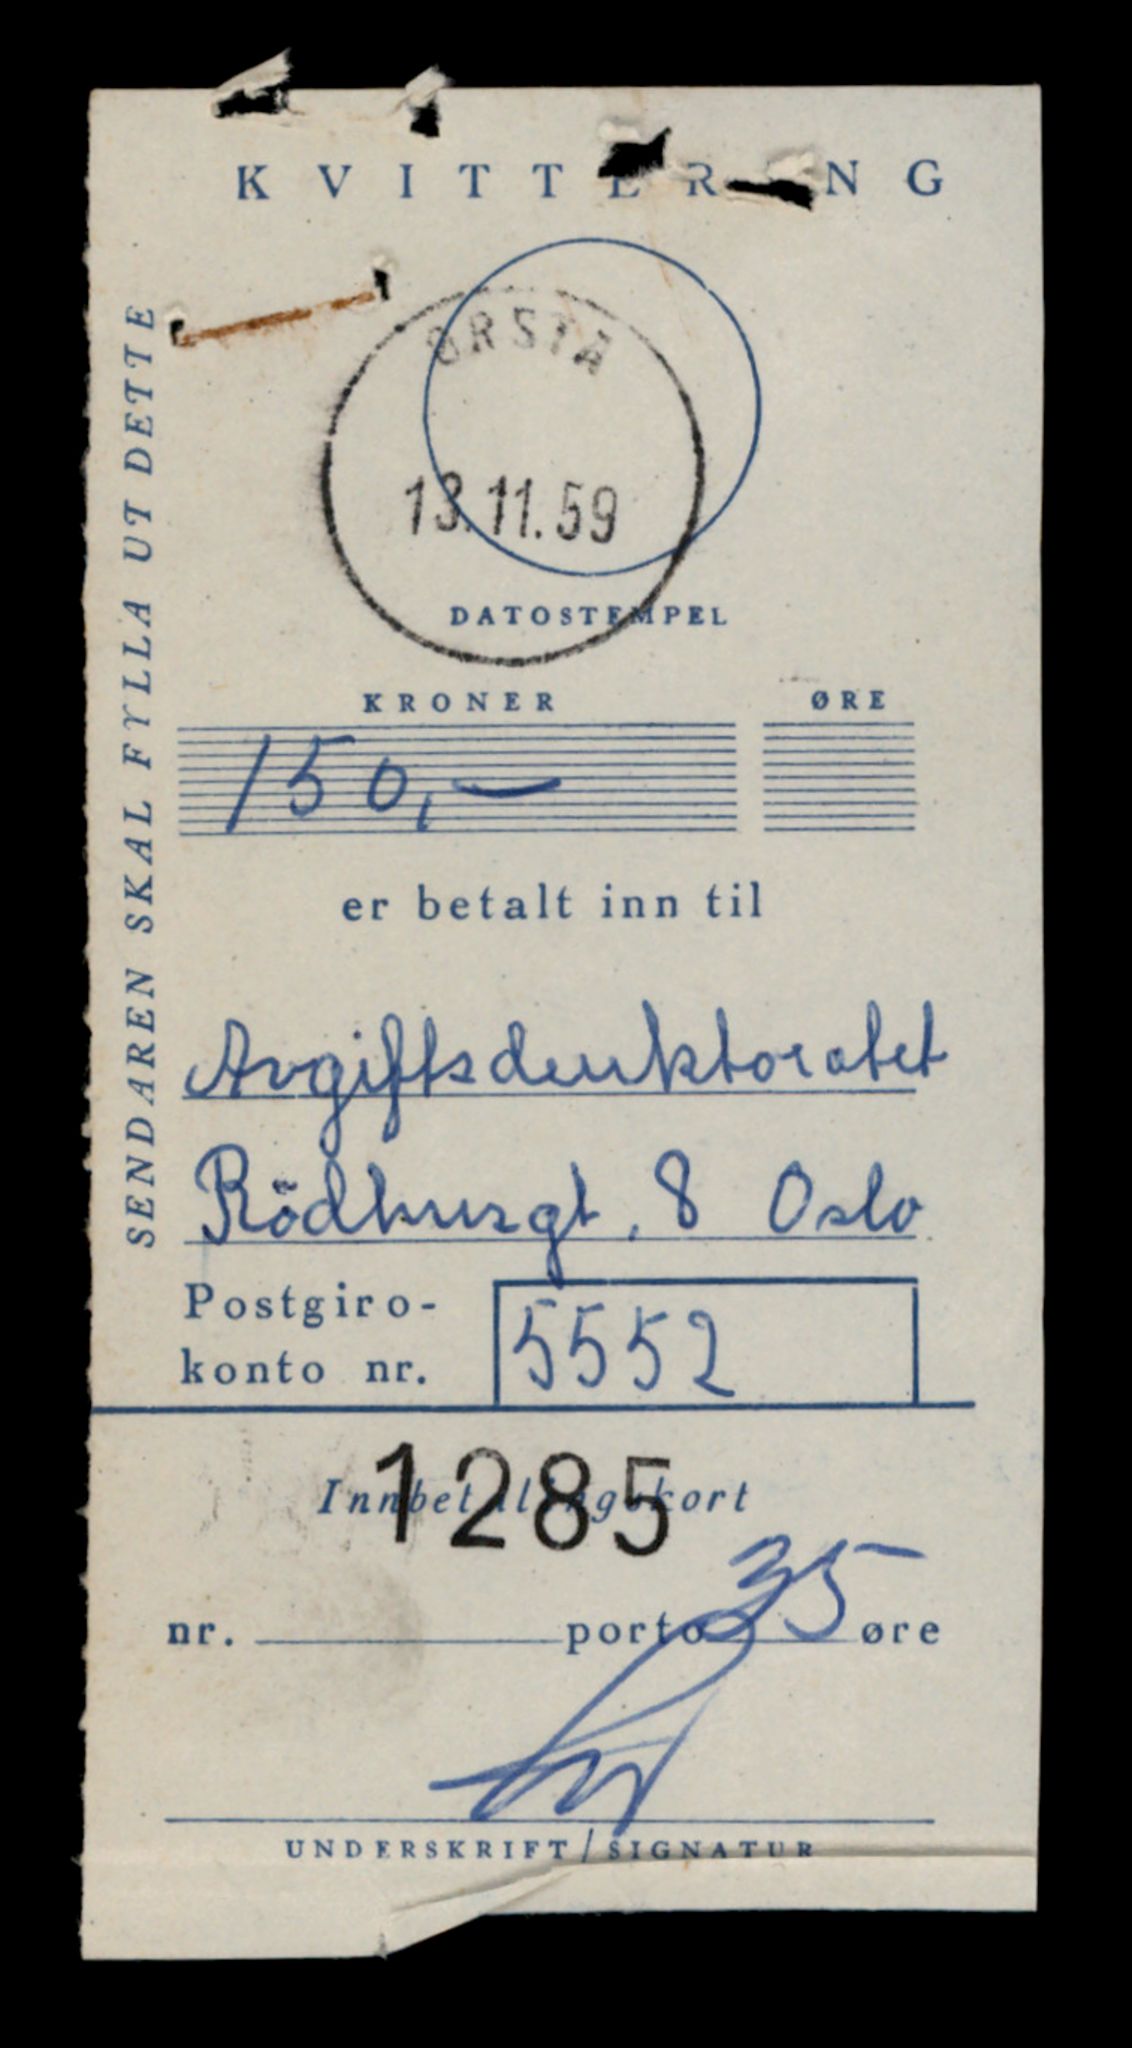 KVITTERING
SENDAREN SKAL FYLLA UT DETTE
ØRSTA
13.11.59
DATOSTEMPEL
KRONER ØRE
150,—
er betalt inn til
Avgiftsdirektoratet
Rödhusgt. 8 Oslo
Postgiro-
konto nr. 5552
1285
Innbetalingskort
nr. porto 35 øre
UNDERSKRIFT/SIGNATUR